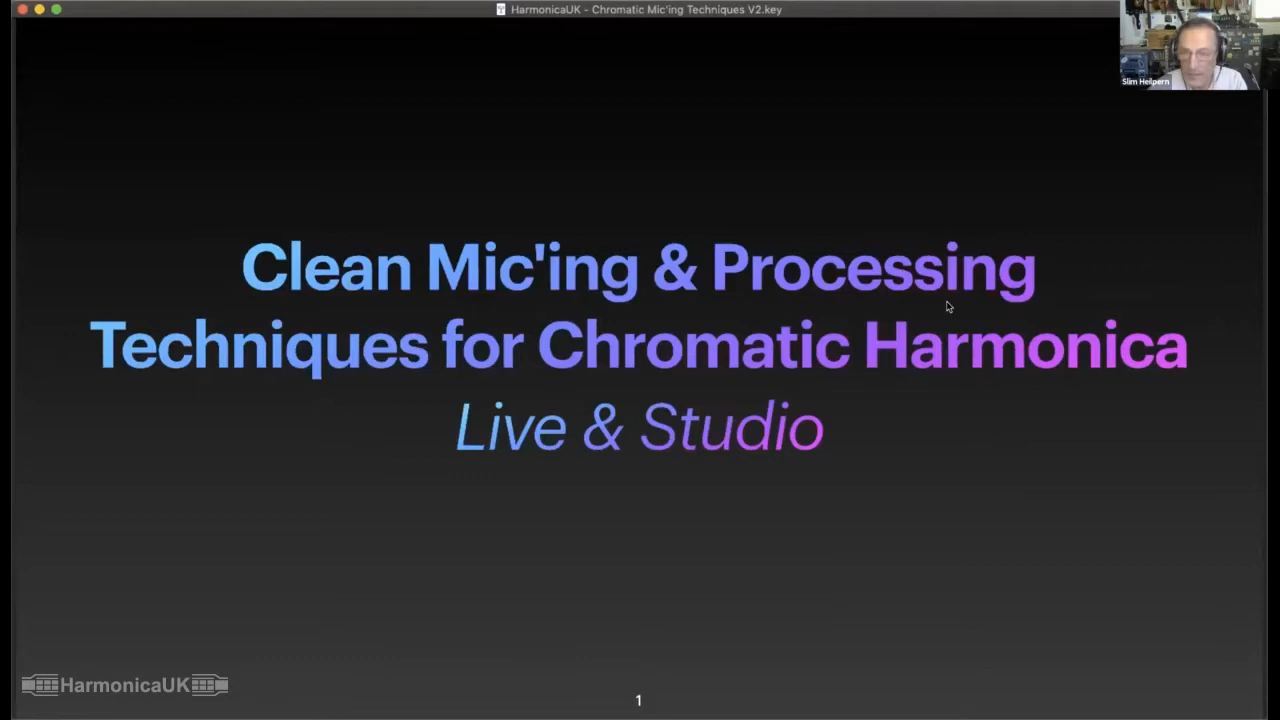 HarmonicaUK - Chromatic Mic'ing Techniques V2.key
Slim Heilpern
Clean Mic'ing & Processing
Techniques for Chromatic Harmonica
Live & Studio
HarmonicaUK
1